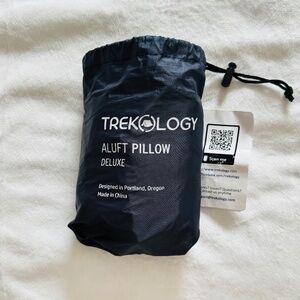 TREKOLOGY
ALUFT PILLOW
DELUXE
Designed in Portland, Oregon
Made in China
Scan me